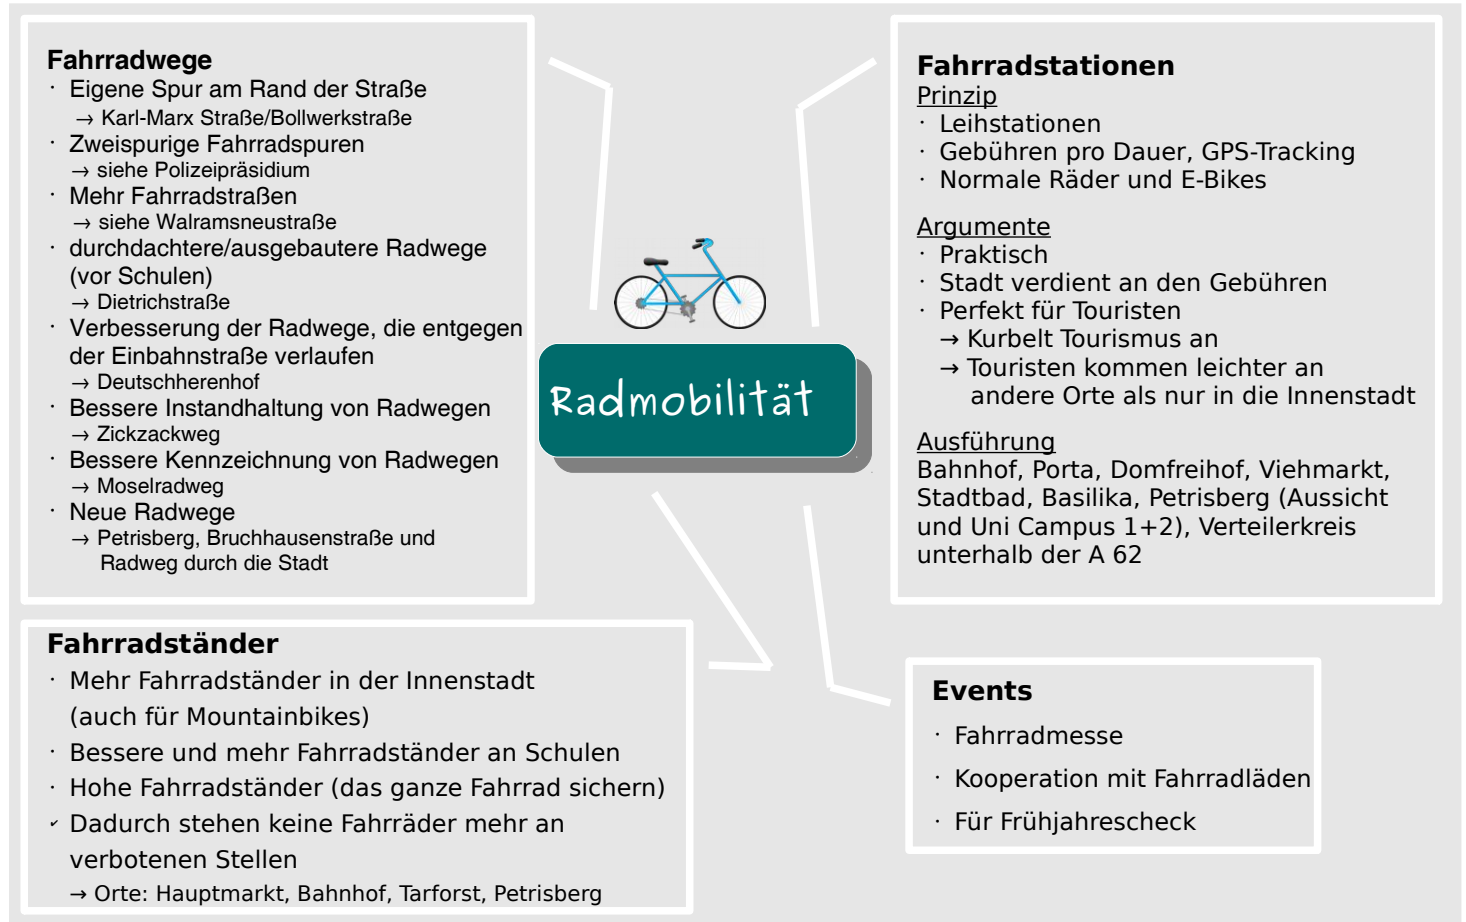 Fahrradwege
· Eigene Spur am Rand der Straße
→ Karl-Marx Straße/Bollwerkstraße
· Zweispurige Fahrradspuren
→ siehe Polizeipräsidium
· Mehr Fahrradstraßen
→ siehe Walramsneustraße
· durchdachtere/ausgebautere Radwege
(vor Schulen)
→ Dietrichstraße
· Verbesserung der Radwege, die entgegen
der Einbahnstraße verlaufen
→ Deutschherenhof
· Bessere Instandhaltung von Radwegen
→ Zickzackweg
· Bessere Kennzeichnung von Radwegen
→ Moselradweg
· Neue Radwege
→ Petrisberg, Bruchhausenstraße und
Radweg durch die Stadt
Radmobilität
Fahrradstationen
Prinzip
· Leihstationen
· Gebühren pro Dauer, GPS-Tracking
· Normale Räder und E-Bikes
Argumente
· Praktisch
· Stadt verdient an den Gebühren
· Perfekt für Touristen
→ Kurbelt Tourismus an
→ Touristen kommen leichter an
andere Orte als nur in die Innenstadt
Ausführung
Bahnhof, Porta, Domfreihof, Viehmarkt,
Stadtbad, Basilika, Petrisberg (Aussicht
und Uni Campus 1+2), Verteilerkreis
unterhalb der A 62
Fahrradständer
· Mehr Fahrradständer in der Innenstadt
(auch für Mountainbikes)
· Bessere und mehr Fahrradständer an Schulen
· Hohe Fahrradständer (das ganze Fahrrad sichern)
✓ Dadurch stehen keine Fahrräder mehr an
verbotenen Stellen
→ Orte: Hauptmarkt, Bahnhof, Tarforst, Petrisberg
Events
· Fahrradmesse
· Kooperation mit Fahrradläden
· Für Frühjahrescheck